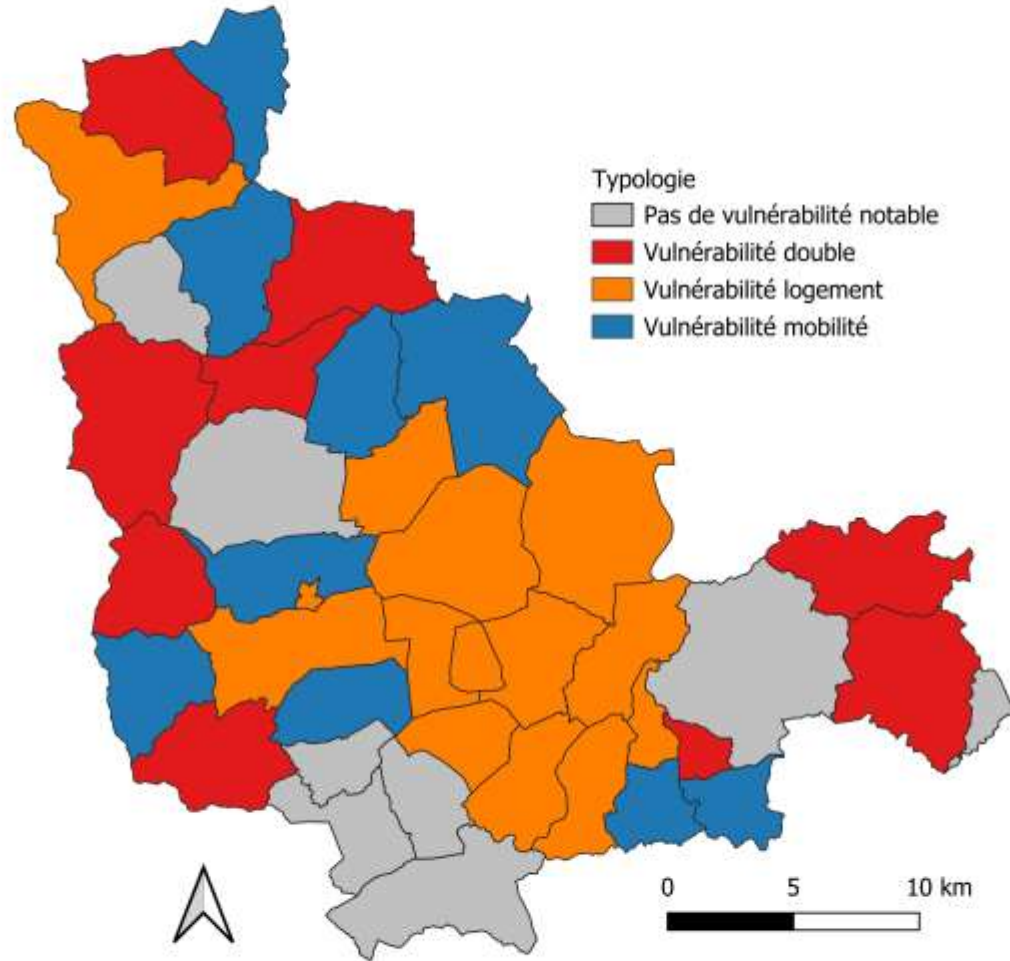 Typologie
Pas de vulnérabilité notable
Vulnérabilité double
Vulnérabilité logement
Vulnérabilité mobilité
0 5 10 km